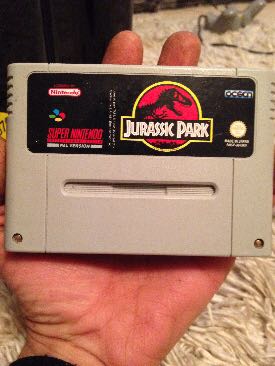 Nintendo
ocean
JURASSIC PARK
SUPER NINTENDO
PAL VERSION
MADE IN JAPAN